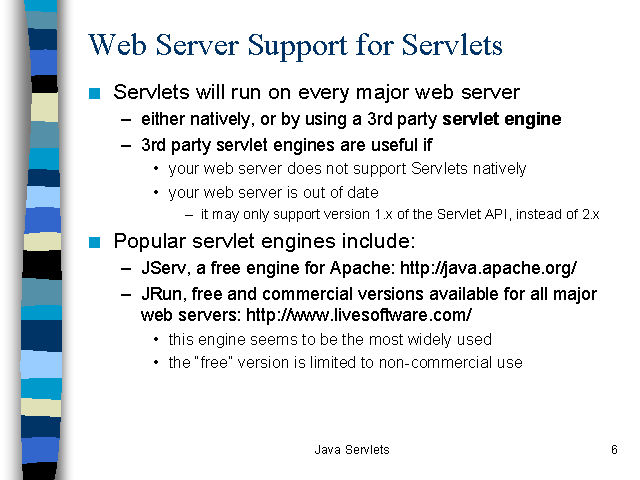 Web Server Support for Servlets
■ Servlets will run on every major web server
– either natively, or by using a 3rd party servlet engine
– 3rd party servlet engines are useful if
• your web server does not support Servlets natively
• your web server is out of date
– it may only support version 1.x of the Servlet API, instead of 2.x
■ Popular servlet engines include:
– JServ, a free engine for Apache: http://java.apache.org/
– JRun, free and commercial versions available for all major
web servers: http://www.livesoftware.com/
• this engine seems to be the most widely used
• the “free” version is limited to non-commercial use
Java Servlets
6